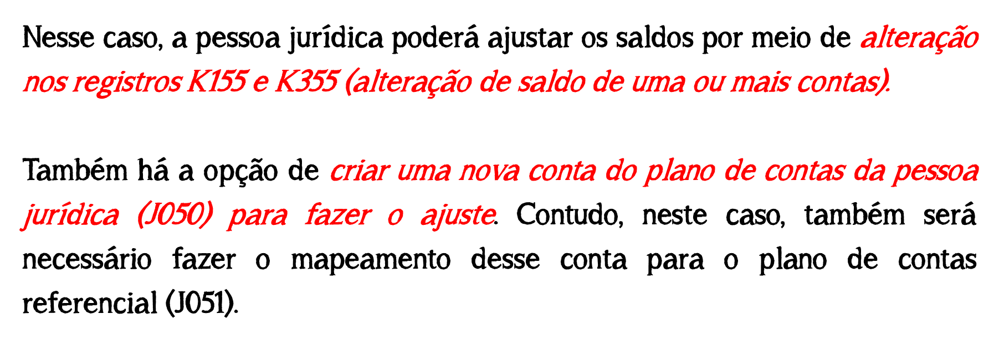 Nesse caso, a pessoa jurídica poderá ajustar os saldos por meio de alteração
nos registros K155 e K355 (alteração de saldo de uma ou mais contas).
Também há a opção de criar uma nova conta do plano de contas da pessoa
jurídica (J050) para fazer o ajuste. Contudo, neste caso, também será
necessário fazer o mapeamento desse conta para o plano de contas
referencial (J051).